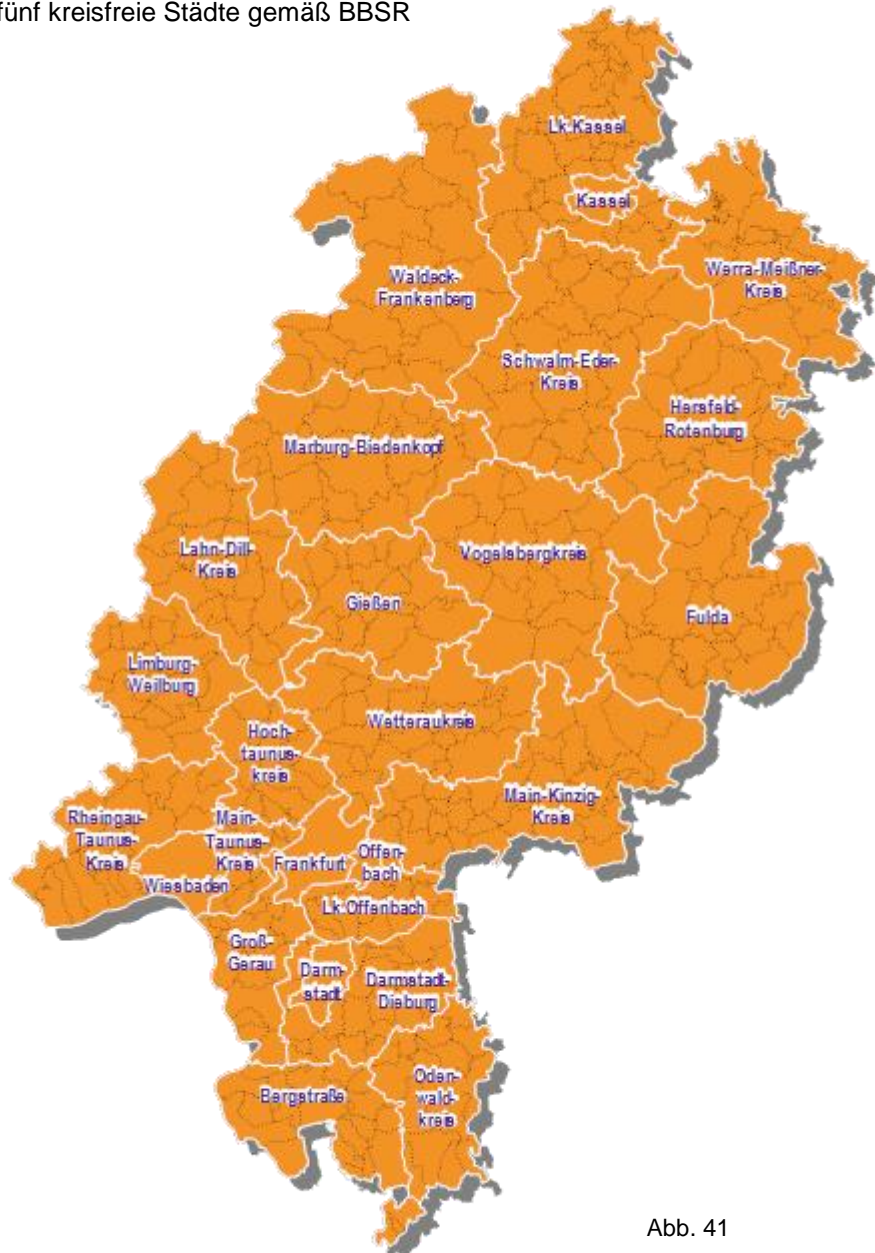 fünf kreisfreie Städte gemäß BBSR
Lk.Kassel
Kassel
Werra-Meißner-
Kreis
Waldeck-
Frankenberg
Schwalm-Eder-
Kreis
Hersfeld-
Rotenburg
Marburg-Biedenkopf
Lahn-Dill-
Kreis
Vogelsbergkreis
Gießen
Fulda
Limburg-
Weilburg
Wetteraukreis
Hoch-
taunus-
kreis
Main-Kinzig-
Kreis
Rheingau-
Taunus-
Kreis
Main-
Taunus-
Kreis
Frankfurt
Offen-
bach
Wiesbaden
Lk.Offenbach
Groß-
Gerau
Darm-
stadt
Darmstadt-
Dieburg
Oden-
wald-
kreis
Bergstraße
Abb. 41